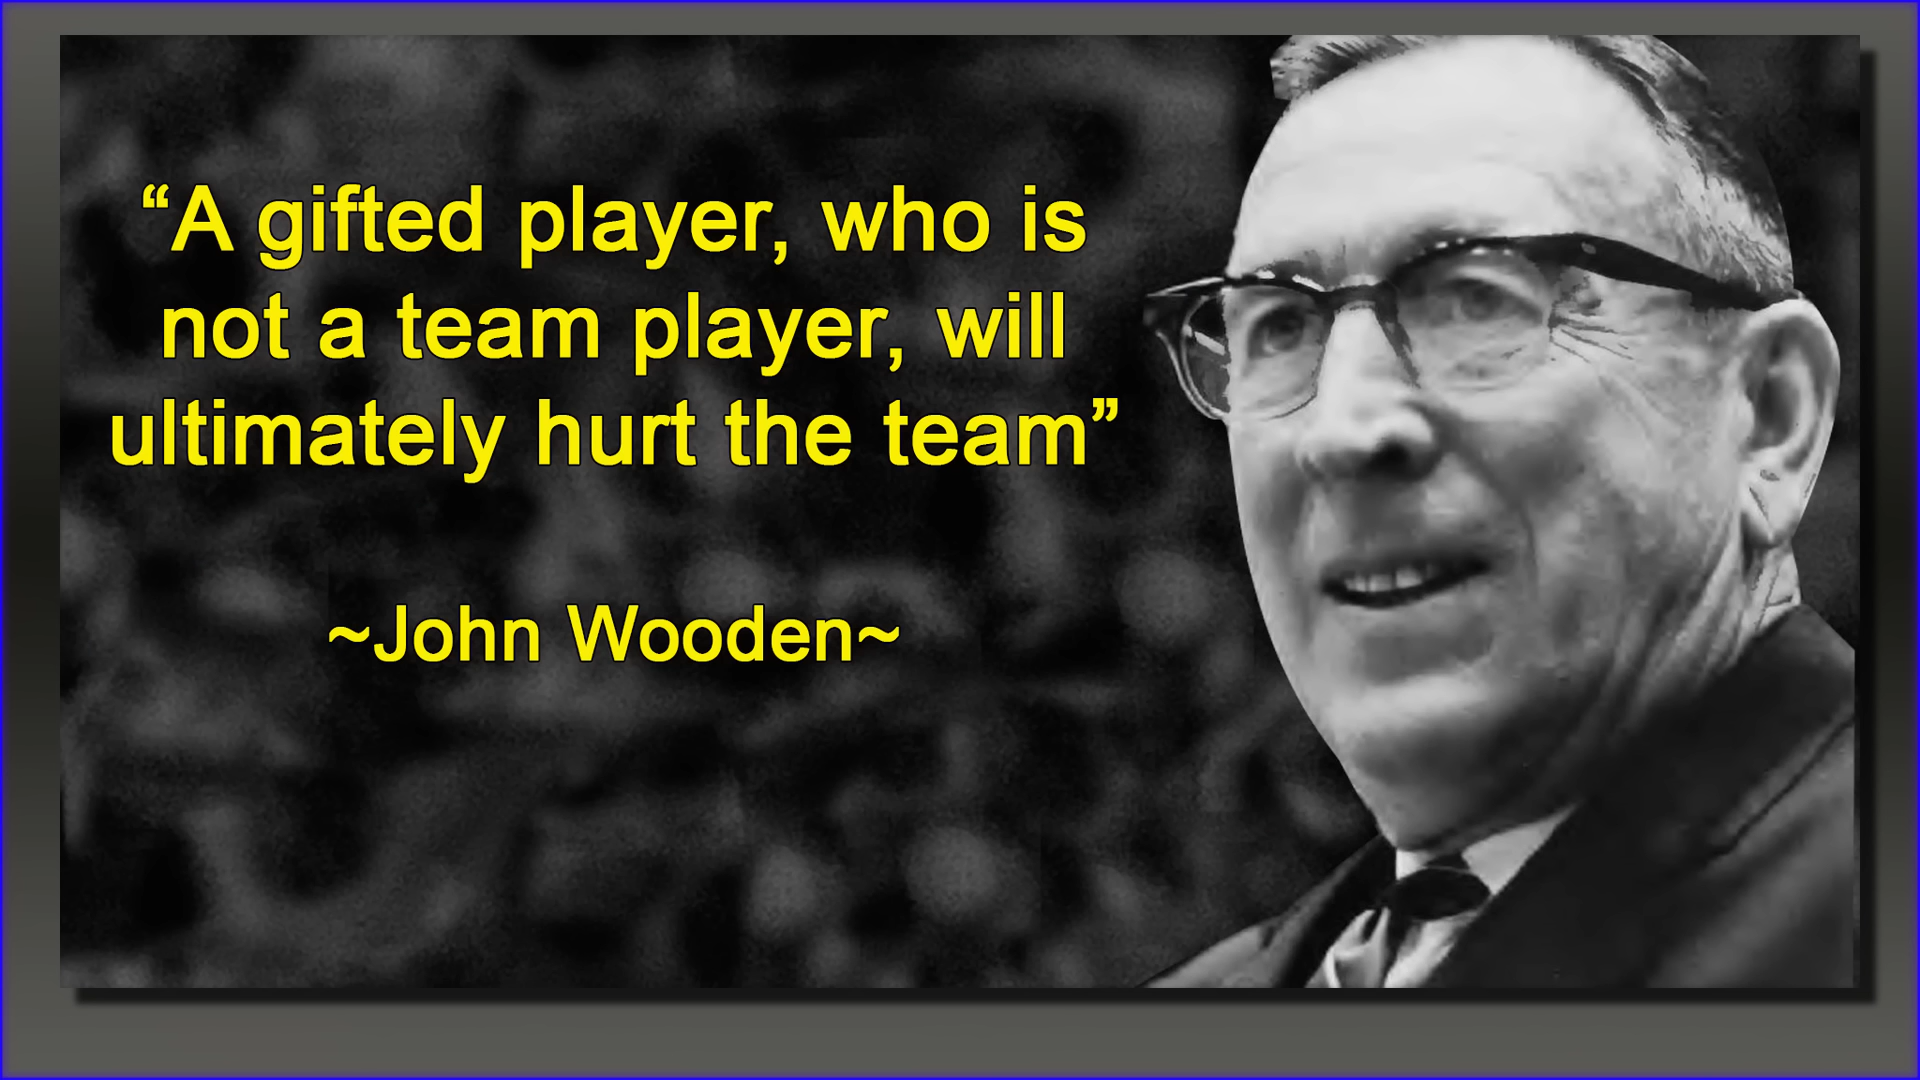 “A gifted player, who is
not a team player, will
ultimately hurt the team”
~John Wooden~